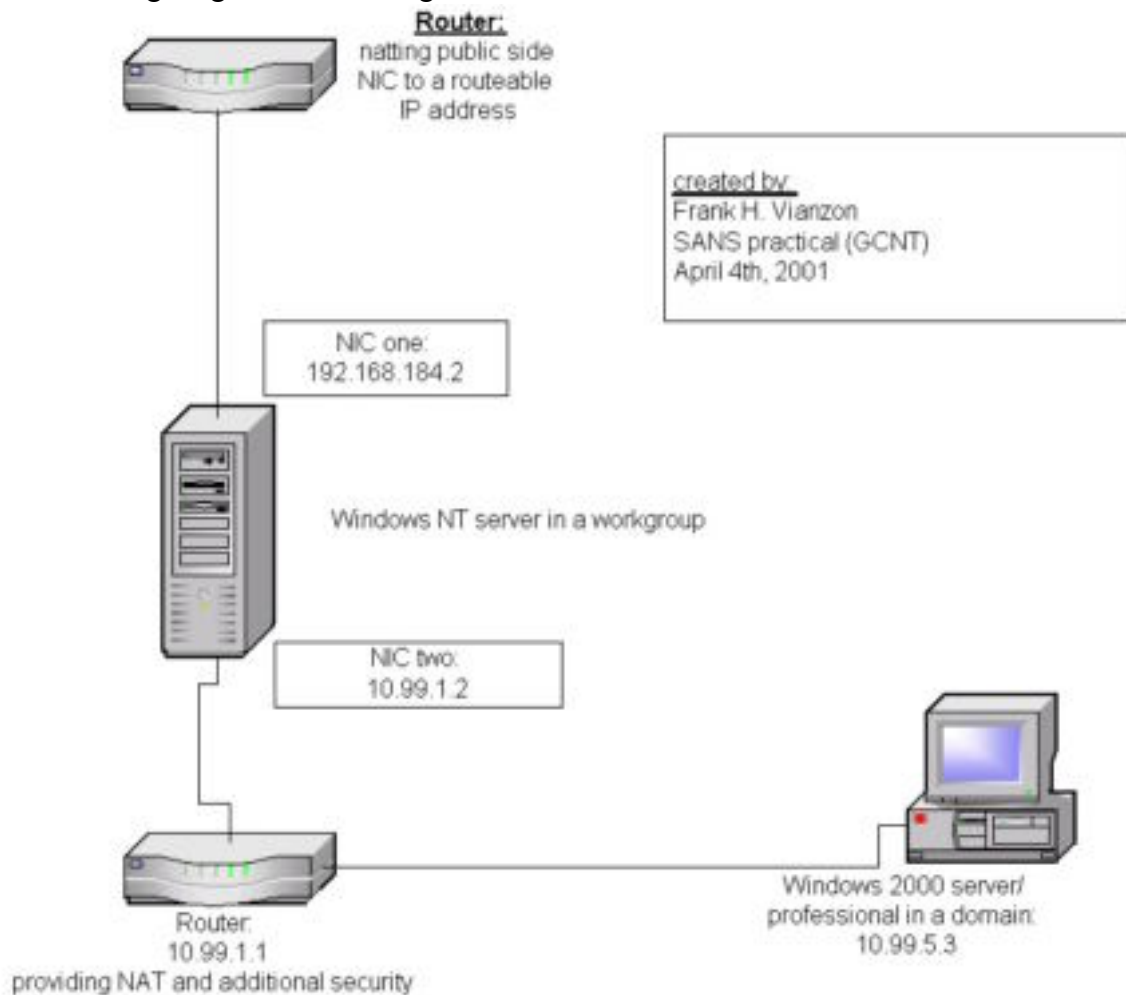 Router:
natting public side
NIC to a routeable
IP address
created by:
Frank H. Vianzon
SANS practical (GCNT)
April 4th, 2001
NIC one:
192.168.184.2
Windows NT server in a workgroup
NIC two:
10.99.1.2
Windows 2000 server/
professional in a domain:
10.99.5.3
Router:
10.99.1.1
providing NAT and additional security